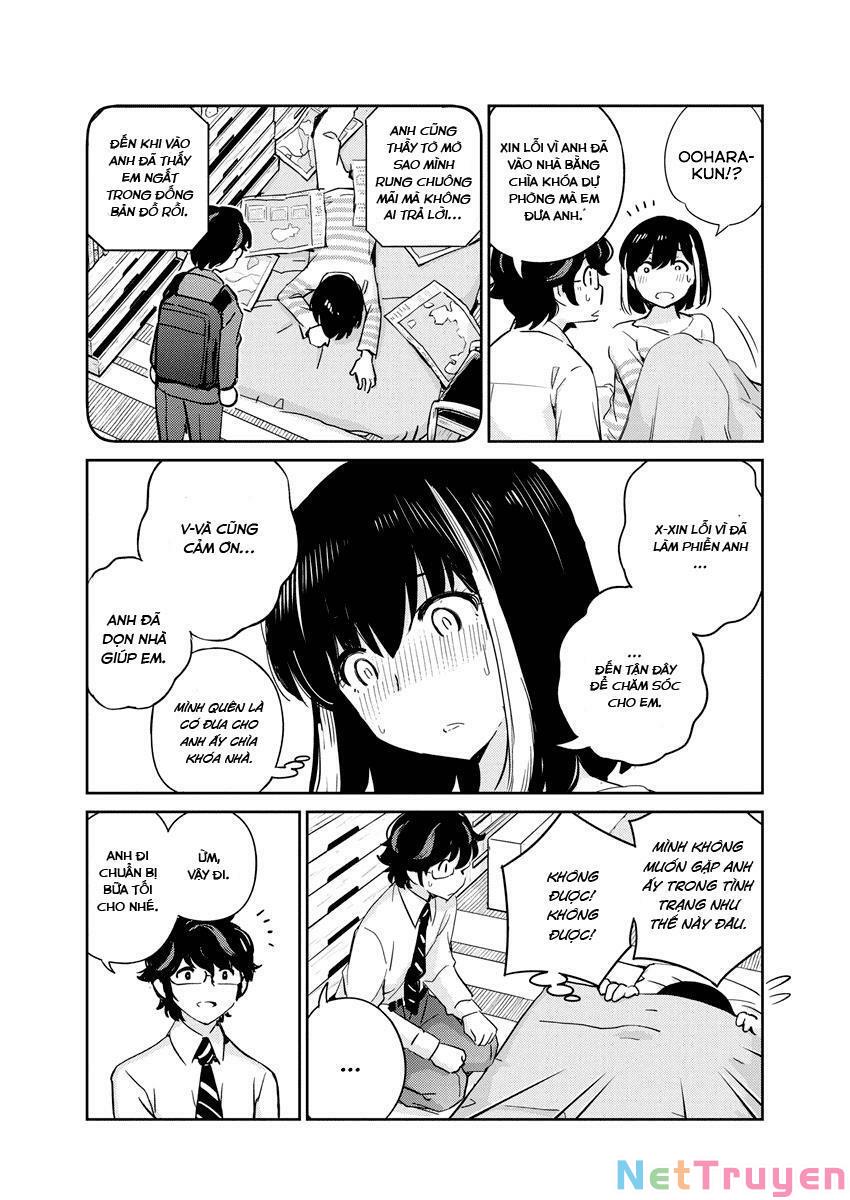 OOHARA-
KUN!?
XIN LỖI VÌ ANH ĐÃ
VÀO NHÀ BẰNG
CHÌA KHÓA DỰ
PHÒNG MÀ EM
ĐƯA ANH.
ANH CŨNG
THẦY TÒ MÒ
SAO MÌNH
RUNG CHUÔNG
MÃI MÀ KHÔNG
AI TRẢ LỜI...
ĐẾN KHI VÀO
ANH ĐÃ THẤY
EM NGẤT
TRONG ĐỐNG
BẢN ĐỒ RỒI.
X-XIN LỖI VÌ ĐÃ
LÀM PHIỀN ANH
...
...
ĐẾN TẬN ĐÂY
ĐỂ CHĂM SÓC
CHO EM.
V-VÀ CŨNG
CẢM ƠN...
ANH ĐÃ
DỌN NHÀ
GIÚP EM.
MÌNH QUÊN LÀ
CÓ ĐƯA CHO
ANH ẤY CHÌA
KHÓA NHÀ.
MÌNH KHÔNG
MUỐN GẶP ANH
ẤY TRONG TÌNH
TRẠNG NHƯ
THẾ NÀY ĐÂU.
KHÔNG
ĐƯỢC!
KHÔNG
ĐƯỢC!
...
ỪM,
VẬY ĐI.
ANH ĐI
CHUẨN BỊ
BỮA TỐI
CHO NHÉ.
NetTruyen